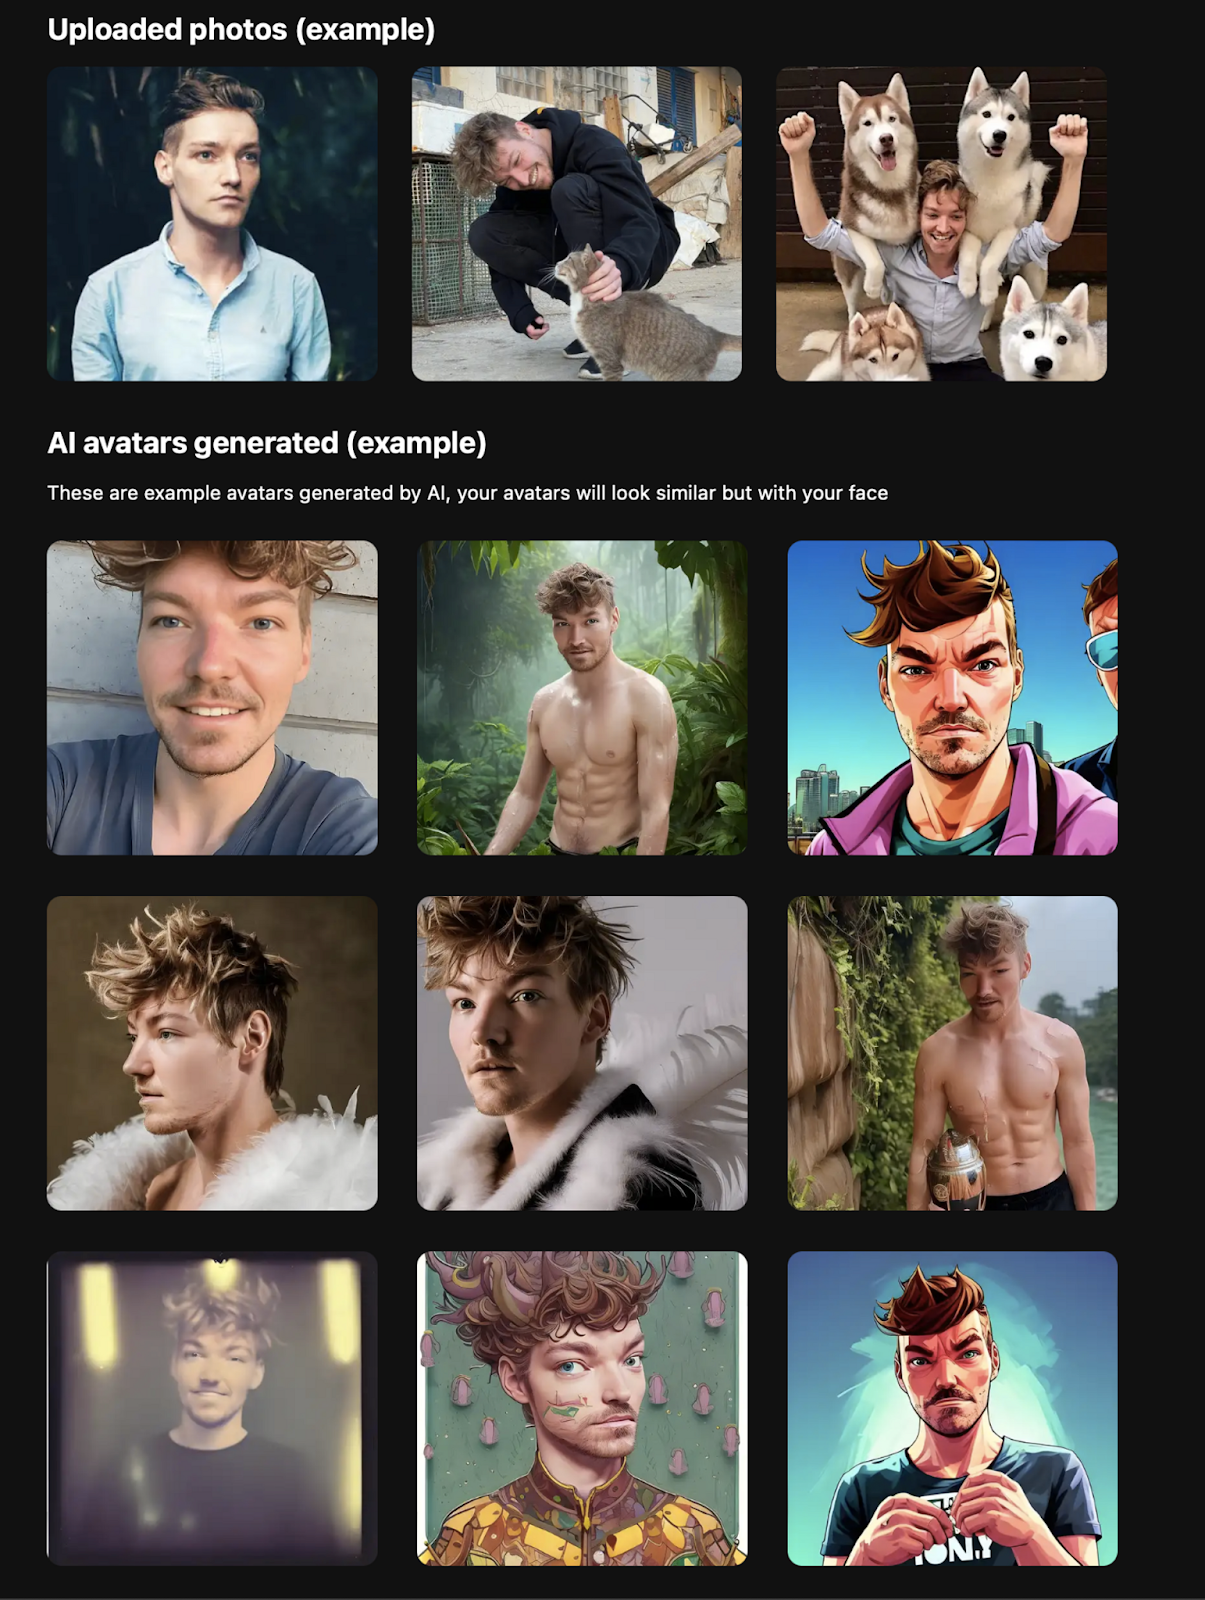 Uploaded photos (example)
AI avatars generated (example)
These are example avatars generated by AI, your avatars will look similar but with your face